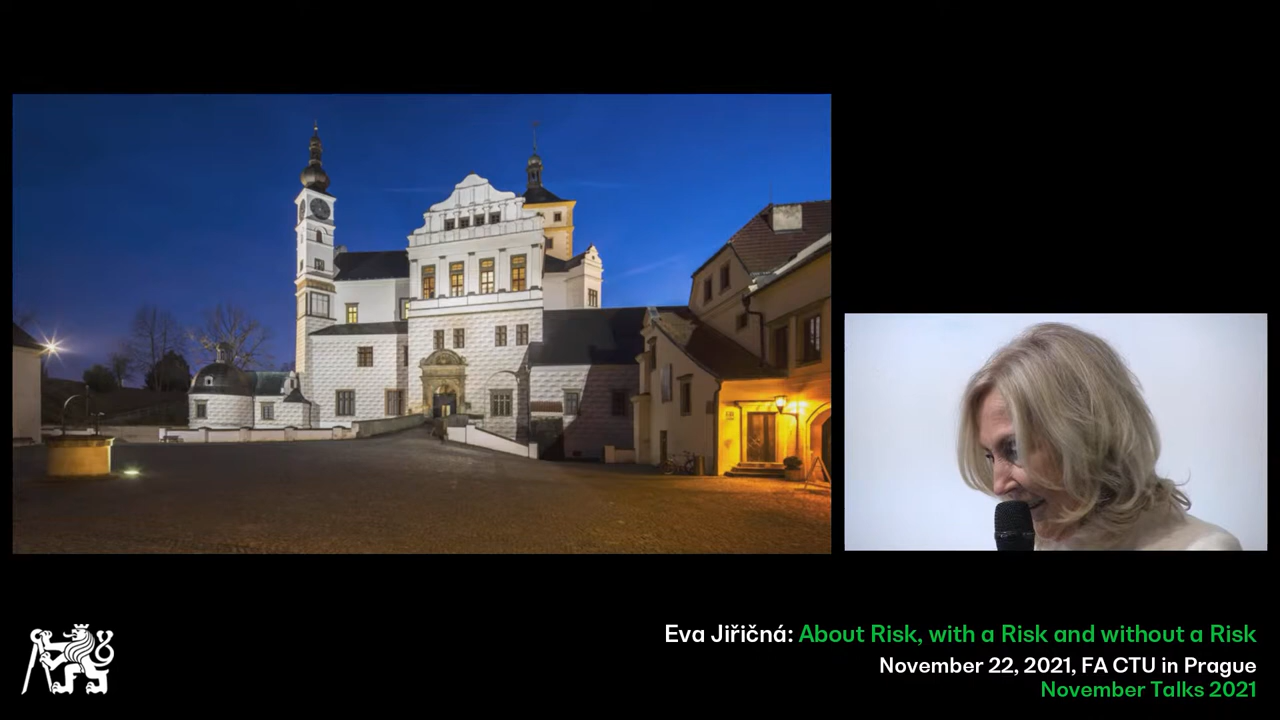 Eva Jiřičná: About Risk, with a Risk and without a Risk
November 22, 2021, FA CTU in Prague
November Talks 2021